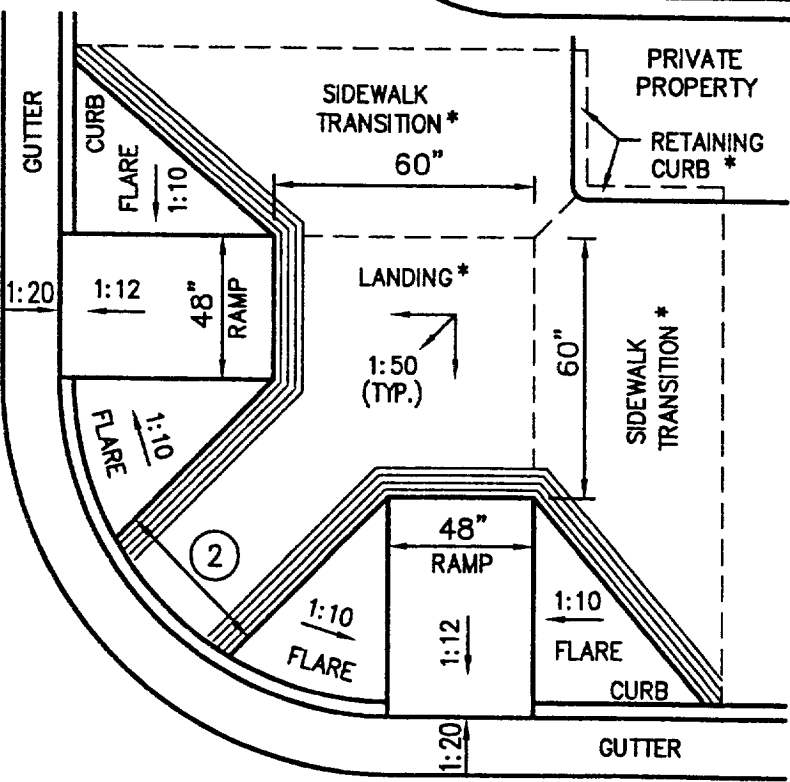 PRIVATE
PROPERTY
RETAINING
CURB *
SIDEWALK
TRANSITION *
60"
GUTTER
CURB
FLARE
1:10
1:20
1:12
48"
RAMP
LANDING *
1:50
(TYP.)
60"
SIDEWALK
TRANSITION *
FLARE
1:10
2
48"
RAMP
1:12
1:10
FLARE
1:10
FLARE
CURB
1:20
GUTTER